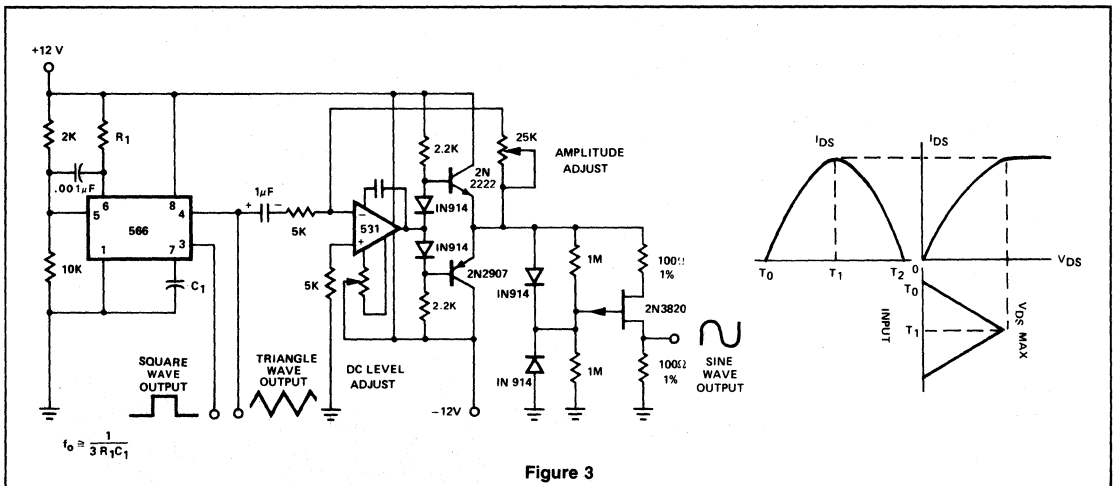 +12 V
2K
R1
.001µF
5
6
8
4
566
3
1
7
10K
C1
1µF
+
−
5K
5K
−
531
+
2.2K
IN914
IN914
2.2K
2N
2222
2N2907
25K
AMPLITUDE
ADJUST
DC LEVEL
ADJUST
−12V
IN914
IN 914
1M
1M
100Ω
1%
2N3820
100Ω
1%
SINE
WAVE
OUTPUT
SQUARE
WAVE
OUTPUT
TRIANGLE
WAVE
OUTPUT
fo ≅ 1
3 R1C1
IDS
T0
T1
T2
IDS
0
VDS
T0
T1
INPUT
VDS MAX
Figure 3